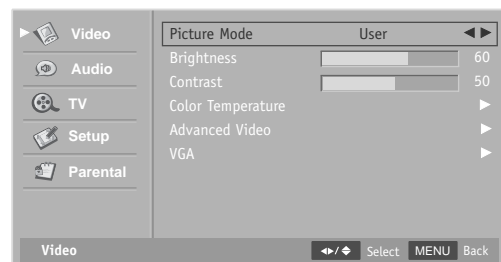 Video
Audio
TV
Setup
Parental
Picture Mode User
Brightness 60
Contrast 50
Color Temperature
Advanced Video
VGA
Video Select MENU Back